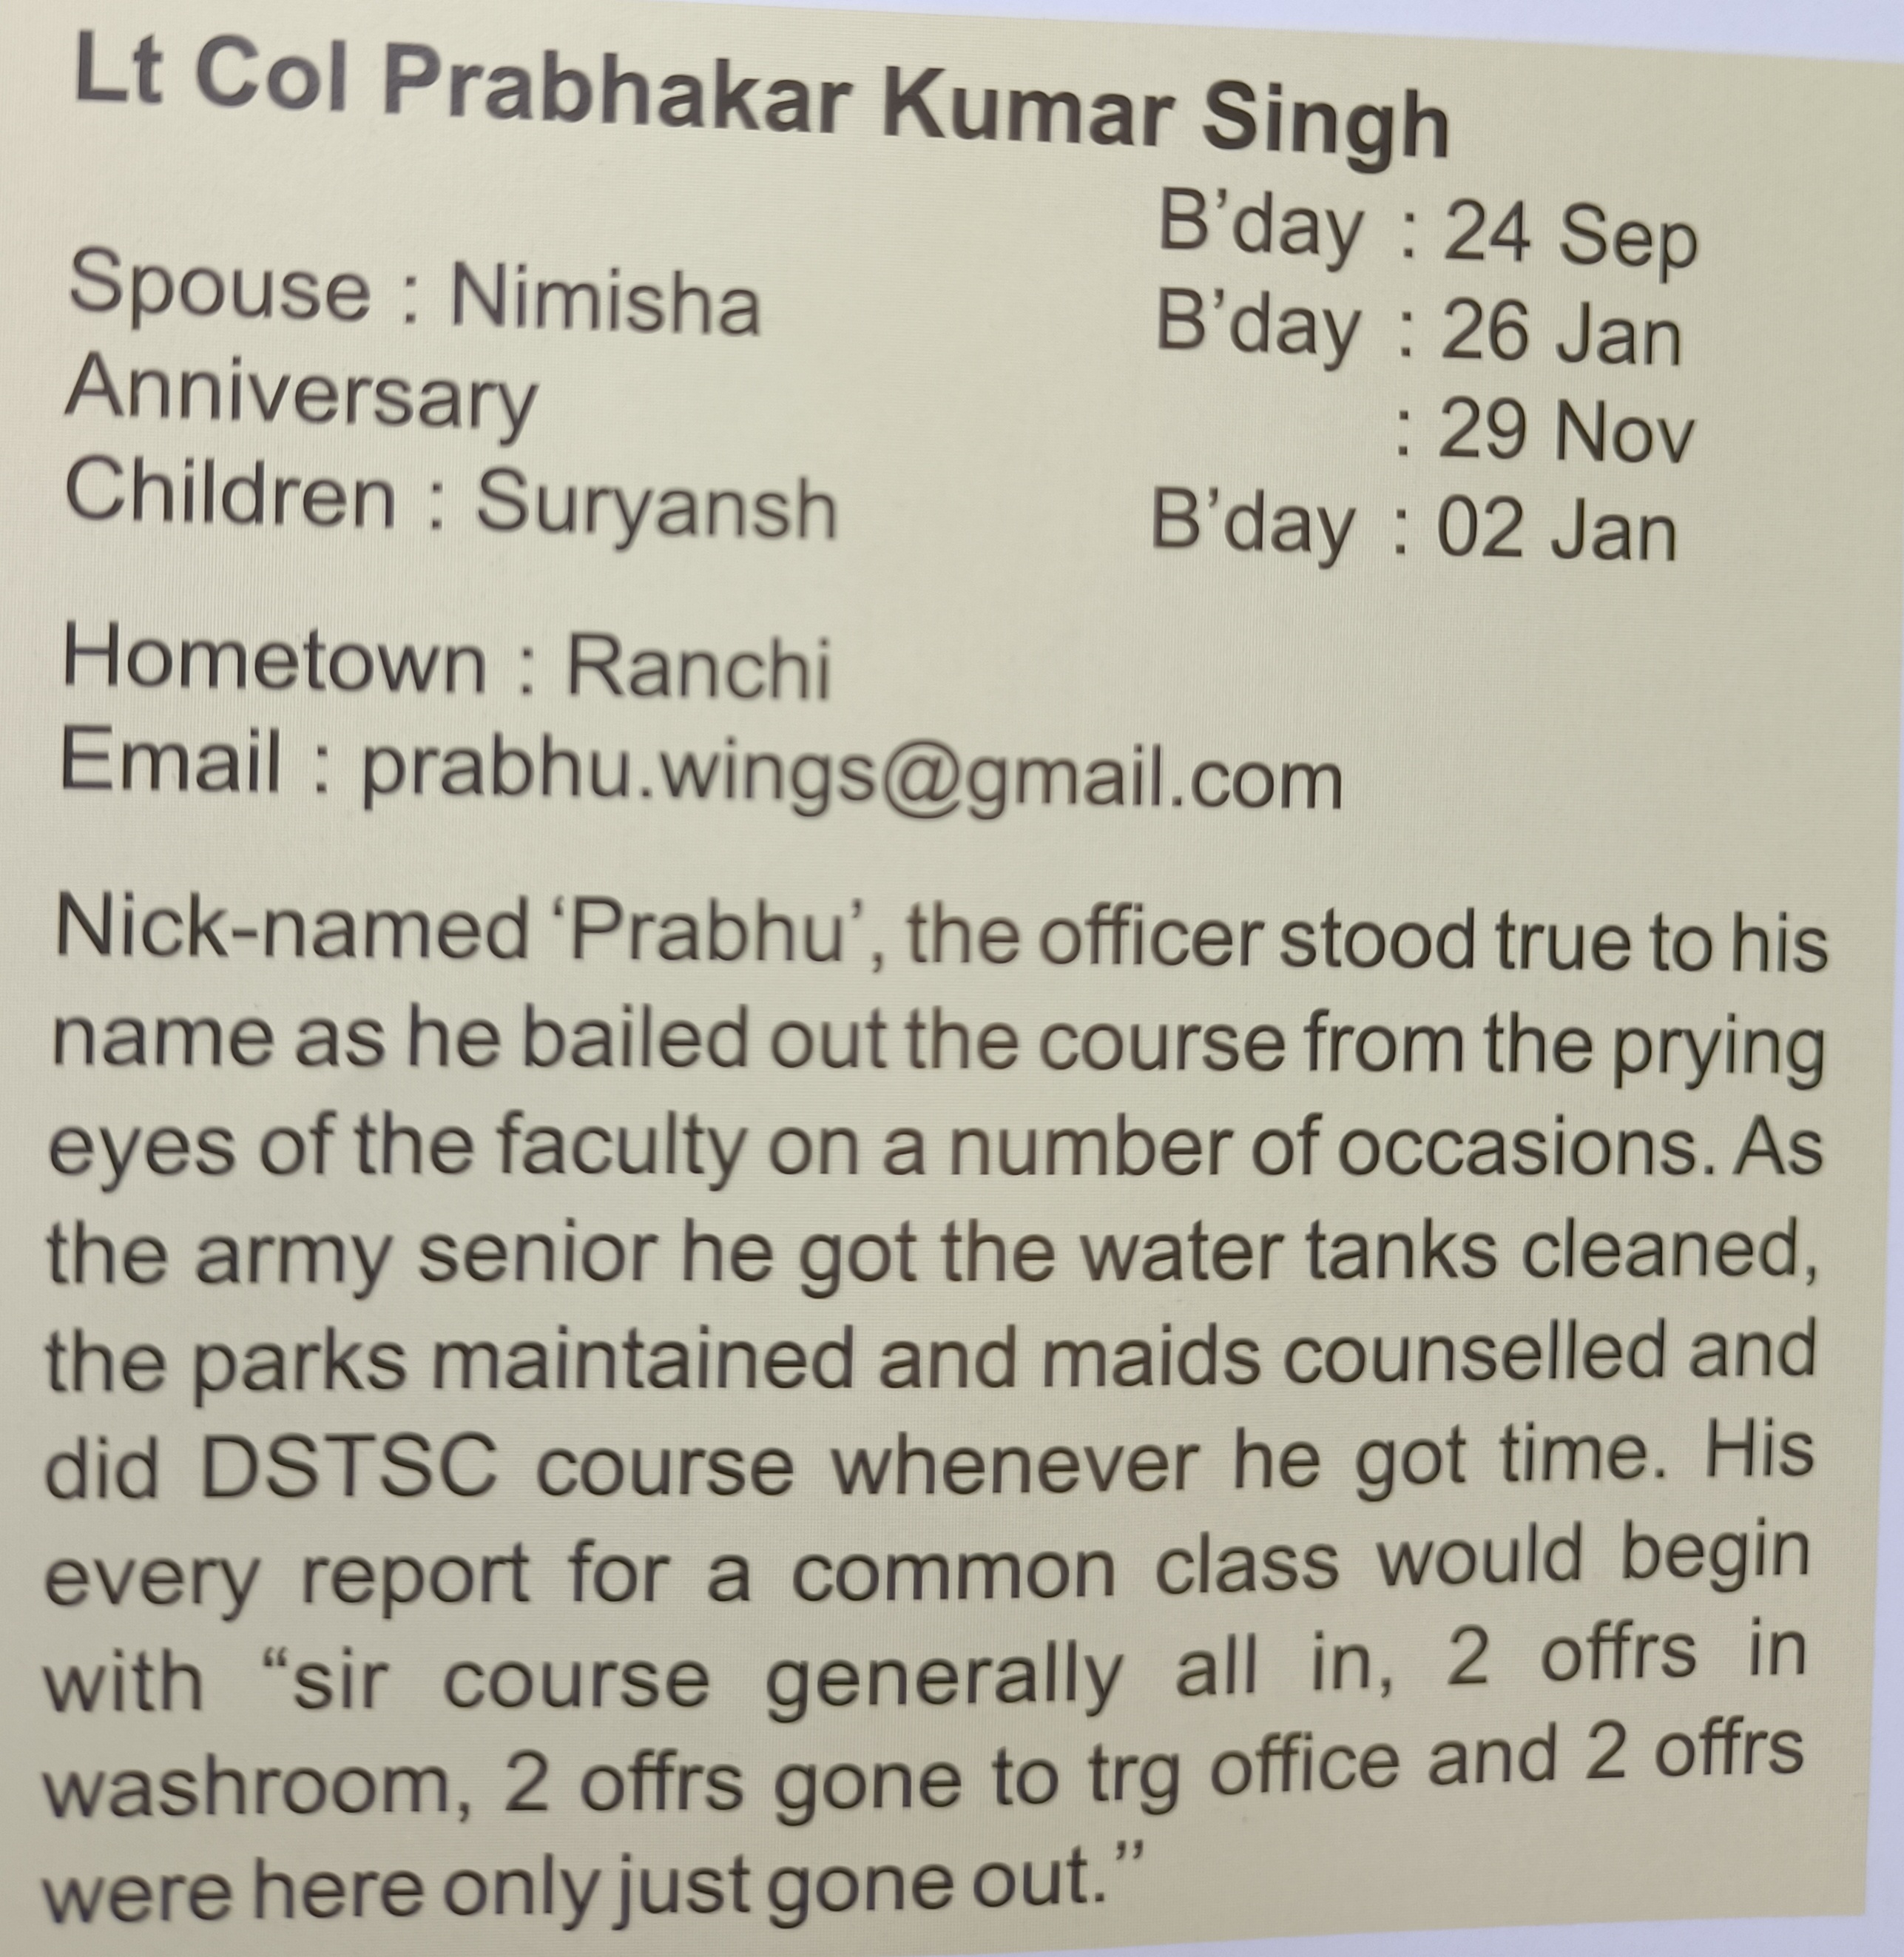 Lt Col Prabhakar Kumar Singh
B'day : 24 Sep
Spouse : Nimisha B'day : 26 Jan
Anniversary : 29 Nov
Children : Suryansh B'day : 02 Jan
Hometown : Ranchi
Email : prabhu.wings@gmail.com
Nick-named ‘Prabhu’, the officer stood true to his
name as he bailed out the course from the prying
eyes of the faculty on a number of occasions. As
the army senior he got the water tanks cleaned,
the parks maintained and maids counselled and
did DSTSC course whenever he got time. His
every report for a common class would begin
with “sir course generally all in, 2 offrs in
washroom, 2 offrs gone to trg office and 2 offrs
were here only just gone out.”